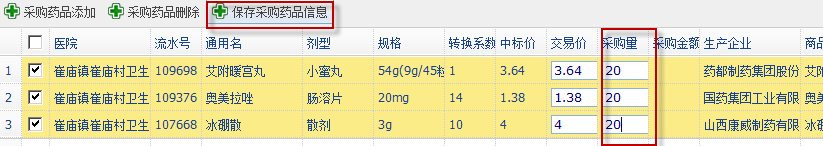 采购药品添加 采购药品删除 保存采购药品信息
医院 流水号 通用名 剂型 规格 转换系数 中标价 交易价 采购量 采购金额 生产企业 商品
1 崔庙镇崔庙村卫生 109698 艾附暖宫丸 小蜜丸 54g(9g/45粒 1 3.64 3.64 20 药都制药集团股份 艾附
2 崔庙镇崔庙村卫生 109376 奥美拉唑 肠溶片 20mg 14 1.38 1.38 20 国药集团工业有限 奥美
3 崔庙镇崔庙村卫生 107668 冰硼散 散剂 3g 10 4 4 20 山西康威制药有限 冰硼